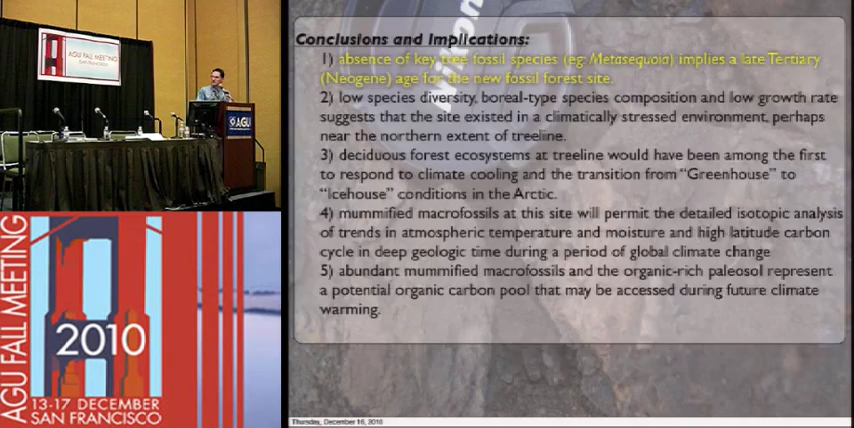 AGU FALL MEETING
SAN FRANCISCO
AGU
AGU FALL MEETING
2010
13-17 DECEMBER
SAN FRANCISCO
Conclusions and Implications:
1) absence of key tree fossil species (eg: Metasequoia) implies a late Tertiary
(Neogene) age for the new fossil forest site.
2) low species diversity, boreal-type species composition and low growth rate
suggests that the site existed in a climatically stressed environment, perhaps
near the northern extent of treeline.
3) deciduous forest ecosystems at treeline would have been among the first
to respond to climate cooling and the transition from “Greenhouse” to
“Icehouse” conditions in the Arctic.
4) mummified macrofossils at this site will permit the detailed isotopic analysis
of trends in atmospheric temperature and moisture and high latitude carbon
cycle in deep geologic time during a period of global climate change
5) abundant mummified macrofossils and the organic-rich paleosol represent
a potential organic carbon pool that may be accessed during future climate
warming.
Thursday, December 16, 2010